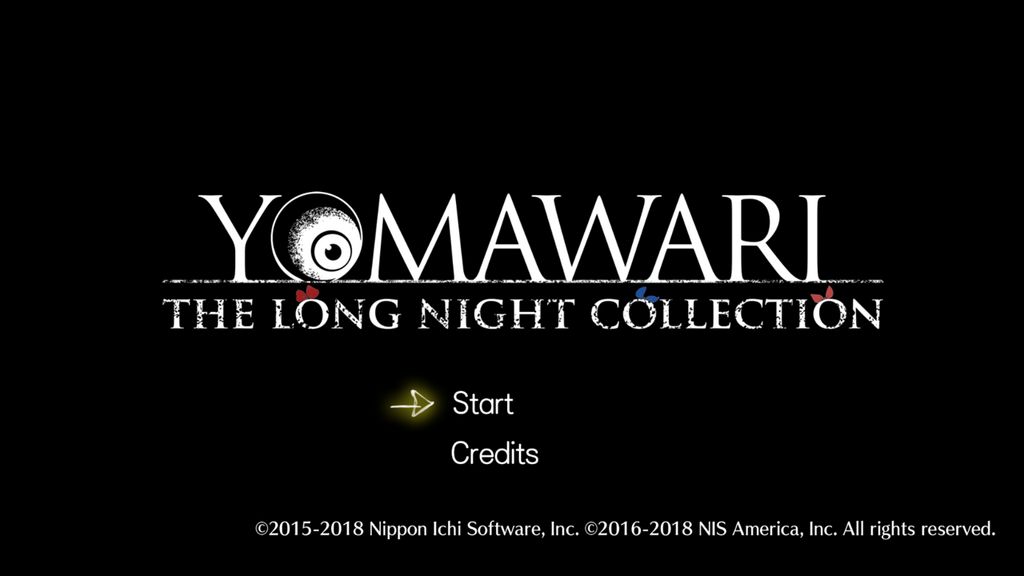 YOMAWARI
THE LONG NIGHT COLLECTION
Start
Credits
©2015-2018 Nippon Ichi Software, Inc. ©2016-2018 NIS America, Inc. All rights reserved.